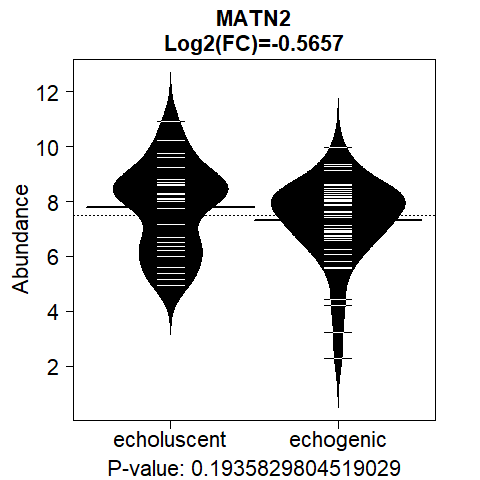 MATN2
Log2(FC)=-0.5657
Abundance
12
10
8
6
4
2
echoluscent echogenic
P-value: 0.1935829804519029